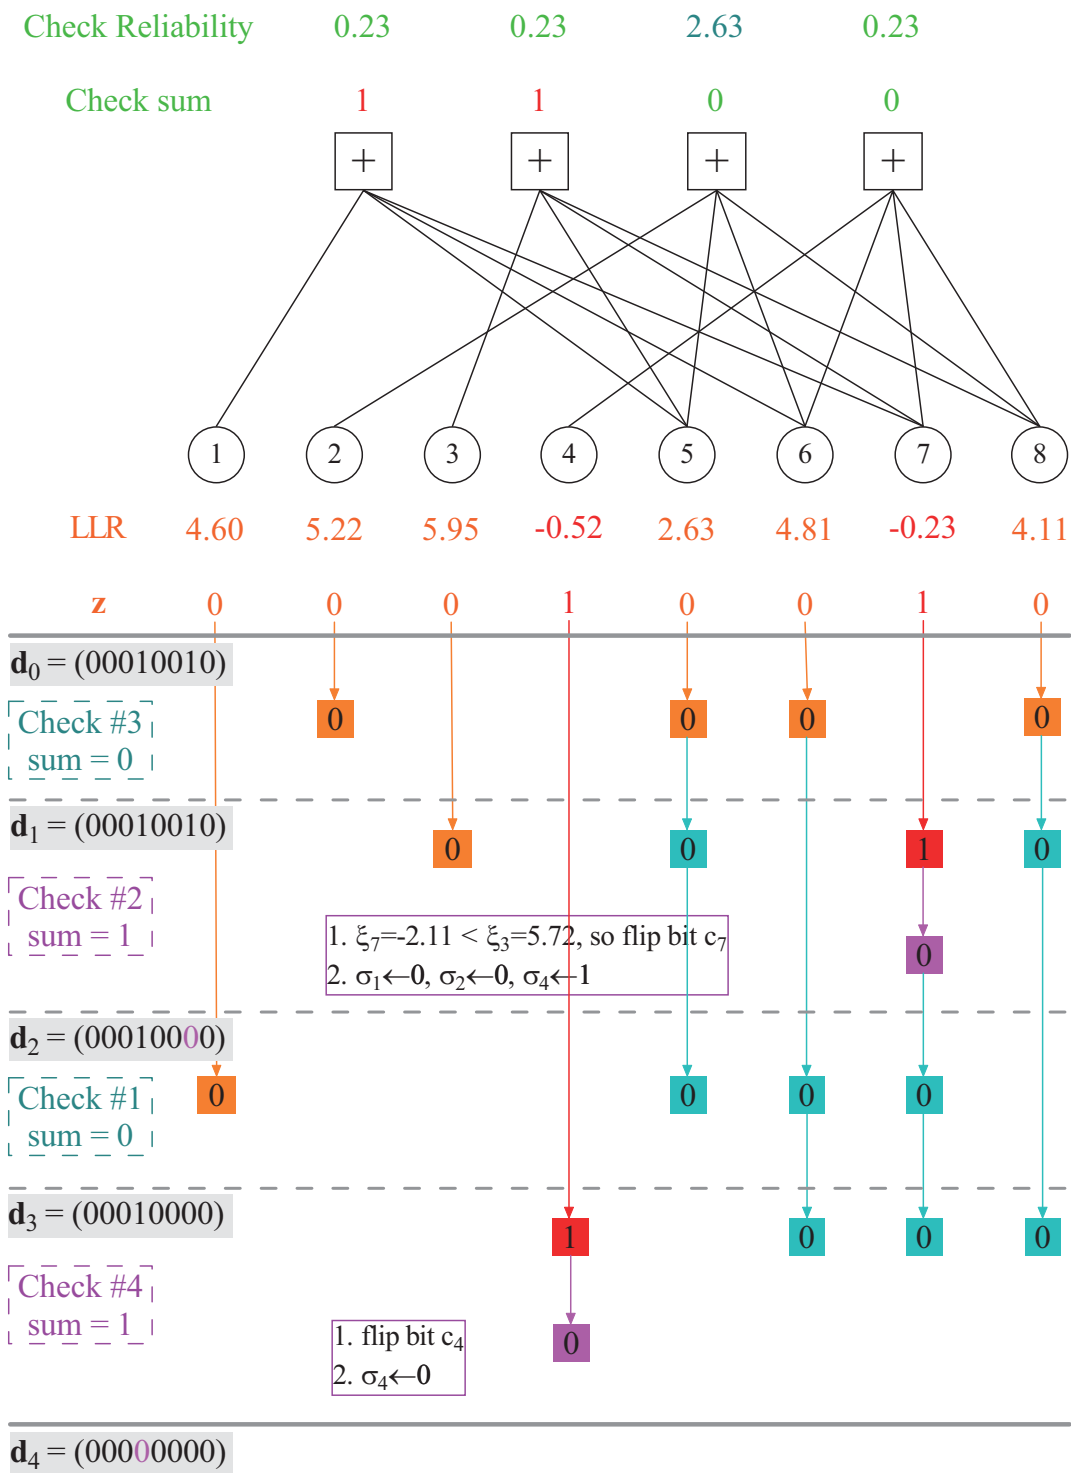 Check Reliability 0.23 0.23 2.63 0.23
Check sum 1 1 0 0
+ + + +
1 2 3 4 5 6 7 8
LLR 4.60 5.22 5.95 -0.52 2.63 4.81 -0.23 4.11
z 0 0 0 1 0 0 1 0
d₀ = (00010010)
Check #3
sum = 0
0 0 0 0
d₁ = (00010010)
0 0 1 0
Check #2
sum = 1
1. ξ₇=-2.11 < ξ₃=5.72, so flip bit c₇
2. σ₁←0, σ₂←0, σ₄←1
0
d₂ = (00010000)
Check #1
sum = 0
0 0 0 0
d₃ = (00010000)
1 0 0 0
Check #4
sum = 1
1. flip bit c₄
2. σ₄←0
0
d₄ = (00000000)